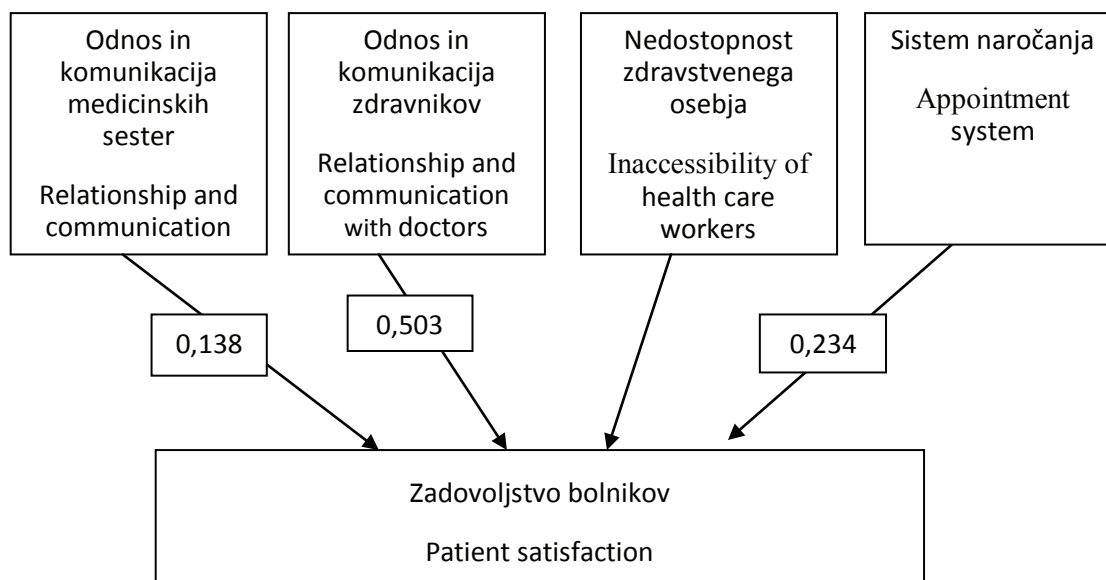 Odnos in
komunikacija
medicinskih
sester
Relationship and
communication
Odnos in
komunikacija
zdravnikov
Relationship and
communication
with doctors
Nedostopnost
zdravstvenega
osebja
Inaccessibility of
health care
workers
Sistem naročanja
Appointment
system
0,138
0,503
0,234
Zadovoljstvo bolnikov
Patient satisfaction